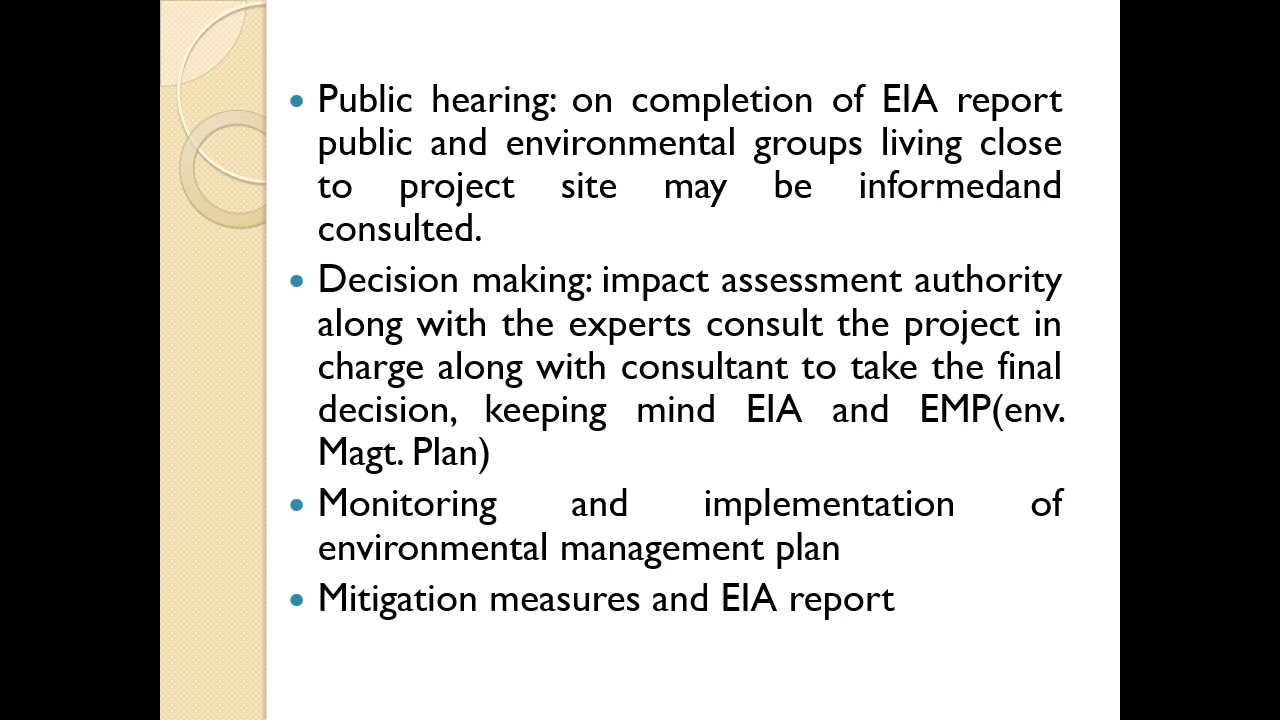 • Public hearing: on completion of EIA report
public and environmental groups living close
to project site may be informedand
consulted.
• Decision making: impact assessment authority
along with the experts consult the project in
charge along with consultant to take the final
decision, keeping mind EIA and EMP(env.
Magt. Plan)
• Monitoring and implementation of
environmental management plan
• Mitigation measures and EIA report